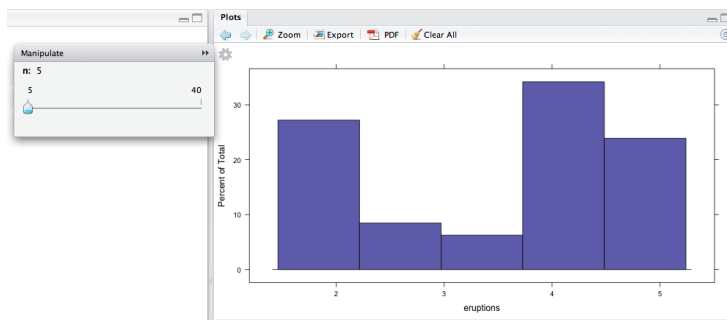 Plots
Zoom Export PDF Clear All
Manipulate
n: 5
5 40
Percent of Total
30
20
10
0
2 3 4 5
eruptions